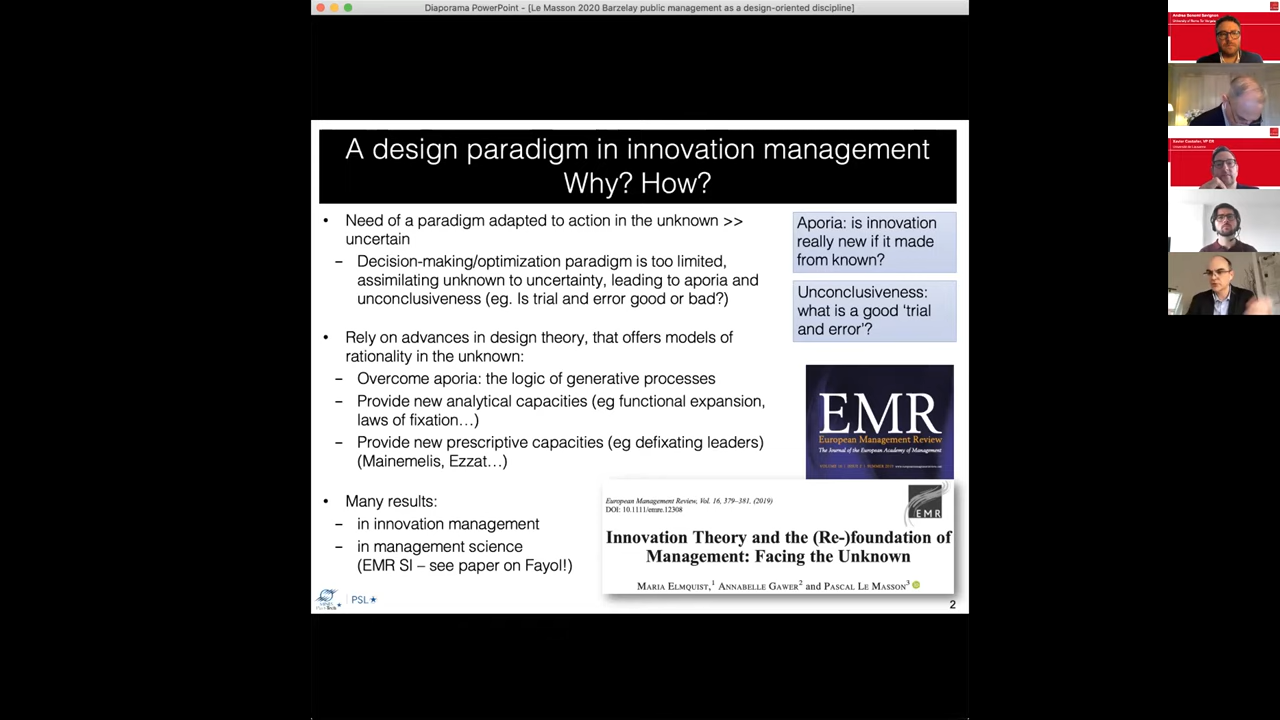 Diaporama PowerPoint - [Le Masson 2020 Barzelay public management as a design-oriented discipline]
A design paradigm in innovation management
Why? How?
• Need of a paradigm adapted to action in the unknown >>
uncertain
– Decision-making/optimization paradigm is too limited,
assimilating unknown to uncertainty, leading to aporia and
unconclusiveness (eg. Is trial and error good or bad?)
• Rely on advances in design theory, that offers models of
rationality in the unknown:
– Overcome aporia: the logic of generative processes
– Provide new analytical capacities (eg functional expansion,
laws of fixation…)
– Provide new prescriptive capacities (eg defixating leaders)
(Mainemelis, Ezzat…)
• Many results:
– in innovation management
– in management science
(EMR SI – see paper on Fayol!)
Aporia: is innovation
really new if it made
from known?
Unconclusiveness:
what is a good ‘trial
and error’?
EMR
European Management Review
The Journal of the European Academy of Management
European Management Review, Vol. 16, 379–381, (2019)
DOI: 10.1111/emre.12308
EMR
Innovation Theory and the (Re-)foundation of
Management: Facing the Unknown
MARIA ELMQUIST,1 ANNABELLE GAWER2 and PASCAL LE MASSON3
PSL★
2
Andrea Bonomi Savignon